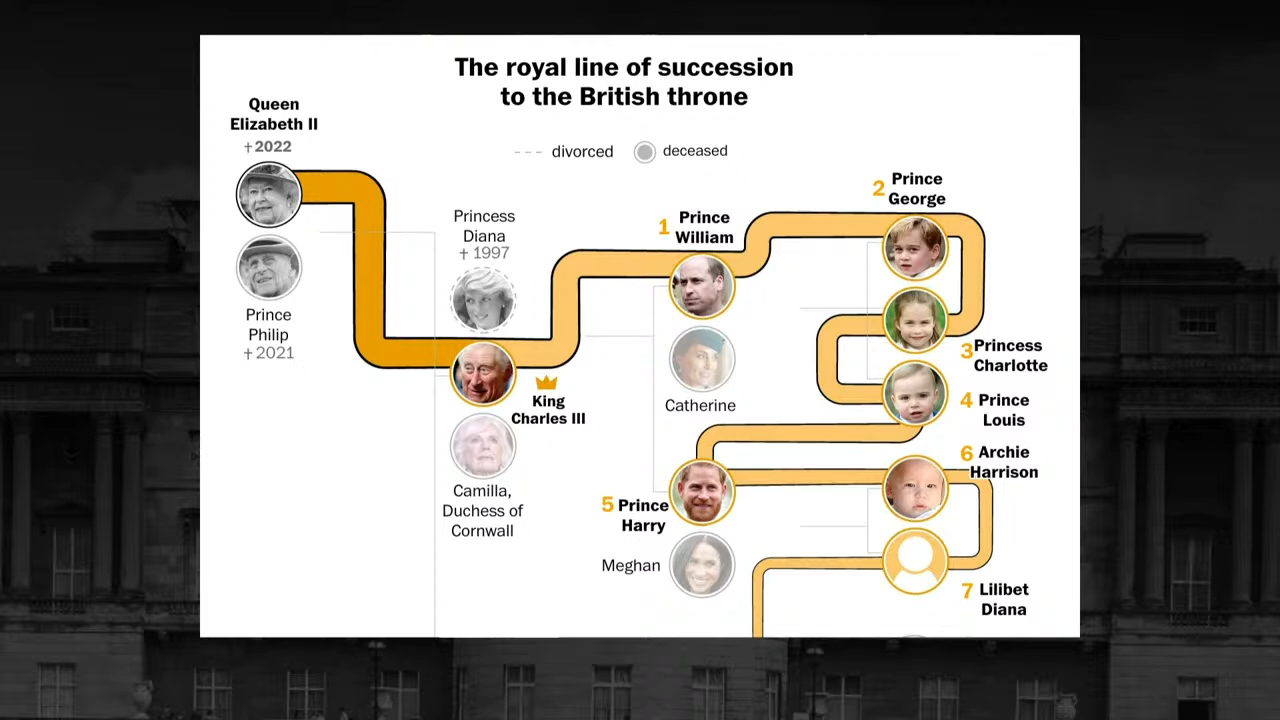 The royal line of succession
to the British throne
--- divorced
deceased
Queen
Elizabeth II
†2022
Prince
Philip
†2021
Princess
Diana
† 1997
King
Charles III
Camilla,
Duchess of
Cornwall
1 Prince
William
Catherine
2 Prince
George
3 Princess
Charlotte
4 Prince
Louis
5 Prince
Harry
Meghan
6 Archie
Harrison
7 Lilibet
Diana